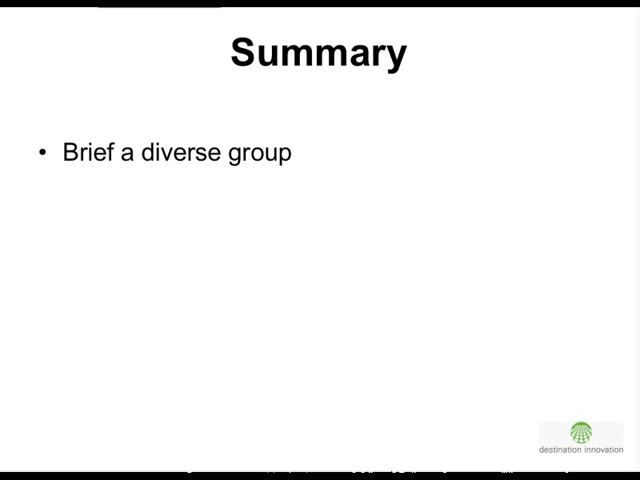 Summary
• Brief a diverse group
destination innovation